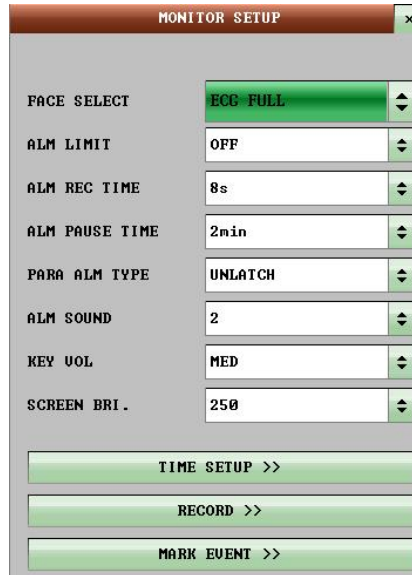 MONITOR SETUP ×
FACE SELECT ECG FULL
ALM LIMIT OFF
ALM REC TIME 8s
ALM PAUSE TIME 2min
PARA ALM TYPE UNLATCH
ALM SOUND 2
KEY VOL MED
SCREEN BRI. 250
TIME SETUP >>
RECORD >>
MARK EVENT >>